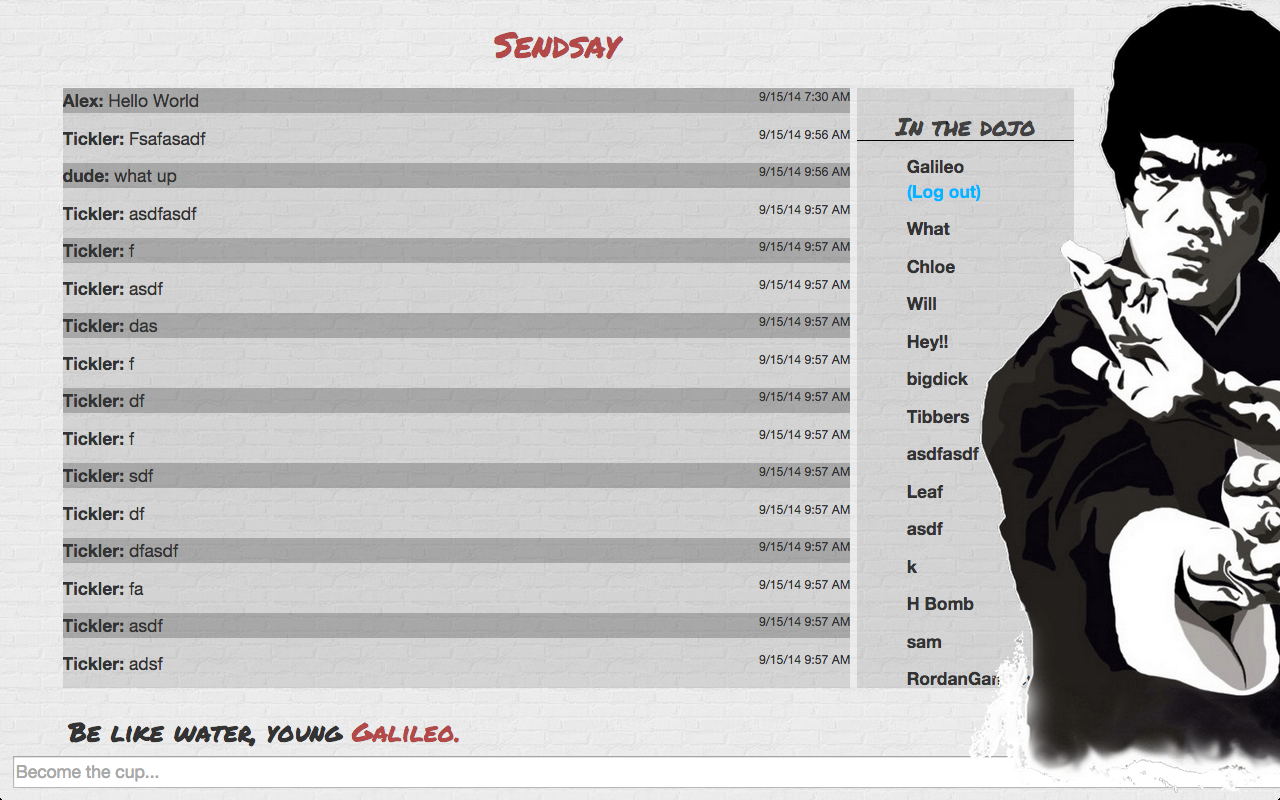 Sendsay
Alex: Hello World 9/15/14 7:30 AM
Tickler: Fsafasadf 9/15/14 9:56 AM
dude: what up 9/15/14 9:56 AM
Tickler: asdfasdf 9/15/14 9:57 AM
Tickler: f 9/15/14 9:57 AM
Tickler: asdf 9/15/14 9:57 AM
Tickler: das 9/15/14 9:57 AM
Tickler: f 9/15/14 9:57 AM
Tickler: df 9/15/14 9:57 AM
Tickler: f 9/15/14 9:57 AM
Tickler: sdf 9/15/14 9:57 AM
Tickler: df 9/15/14 9:57 AM
Tickler: dfasdf 9/15/14 9:57 AM
Tickler: fa 9/15/14 9:57 AM
Tickler: asdf 9/15/14 9:57 AM
Tickler: adsf 9/15/14 9:57 AM
In the dojo
Galileo
(Log out)
What
Chloe
Will
Hey!!
bigdick
Tibbers
asdfasdf
Leaf
asdf
k
H Bomb
sam
Be like water, young Galileo.
Become the cup...